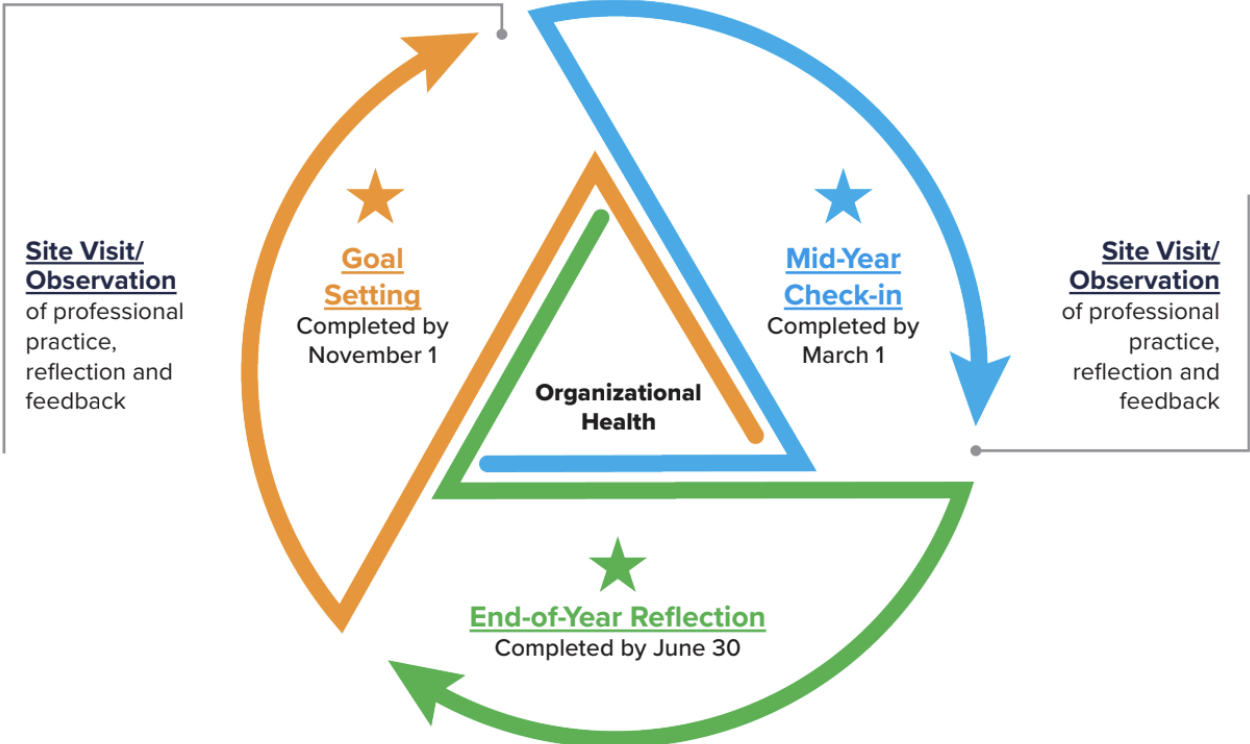 Site Visit/
Observation
of professional
practice,
reflection and
feedback
Goal
Setting
Completed by
November 1
Mid-Year
Check-in
Completed by
March 1
Site Visit/
Observation
of professional
practice,
reflection and
feedback
Organizational
Health
End-of-Year Reflection
Completed by June 30